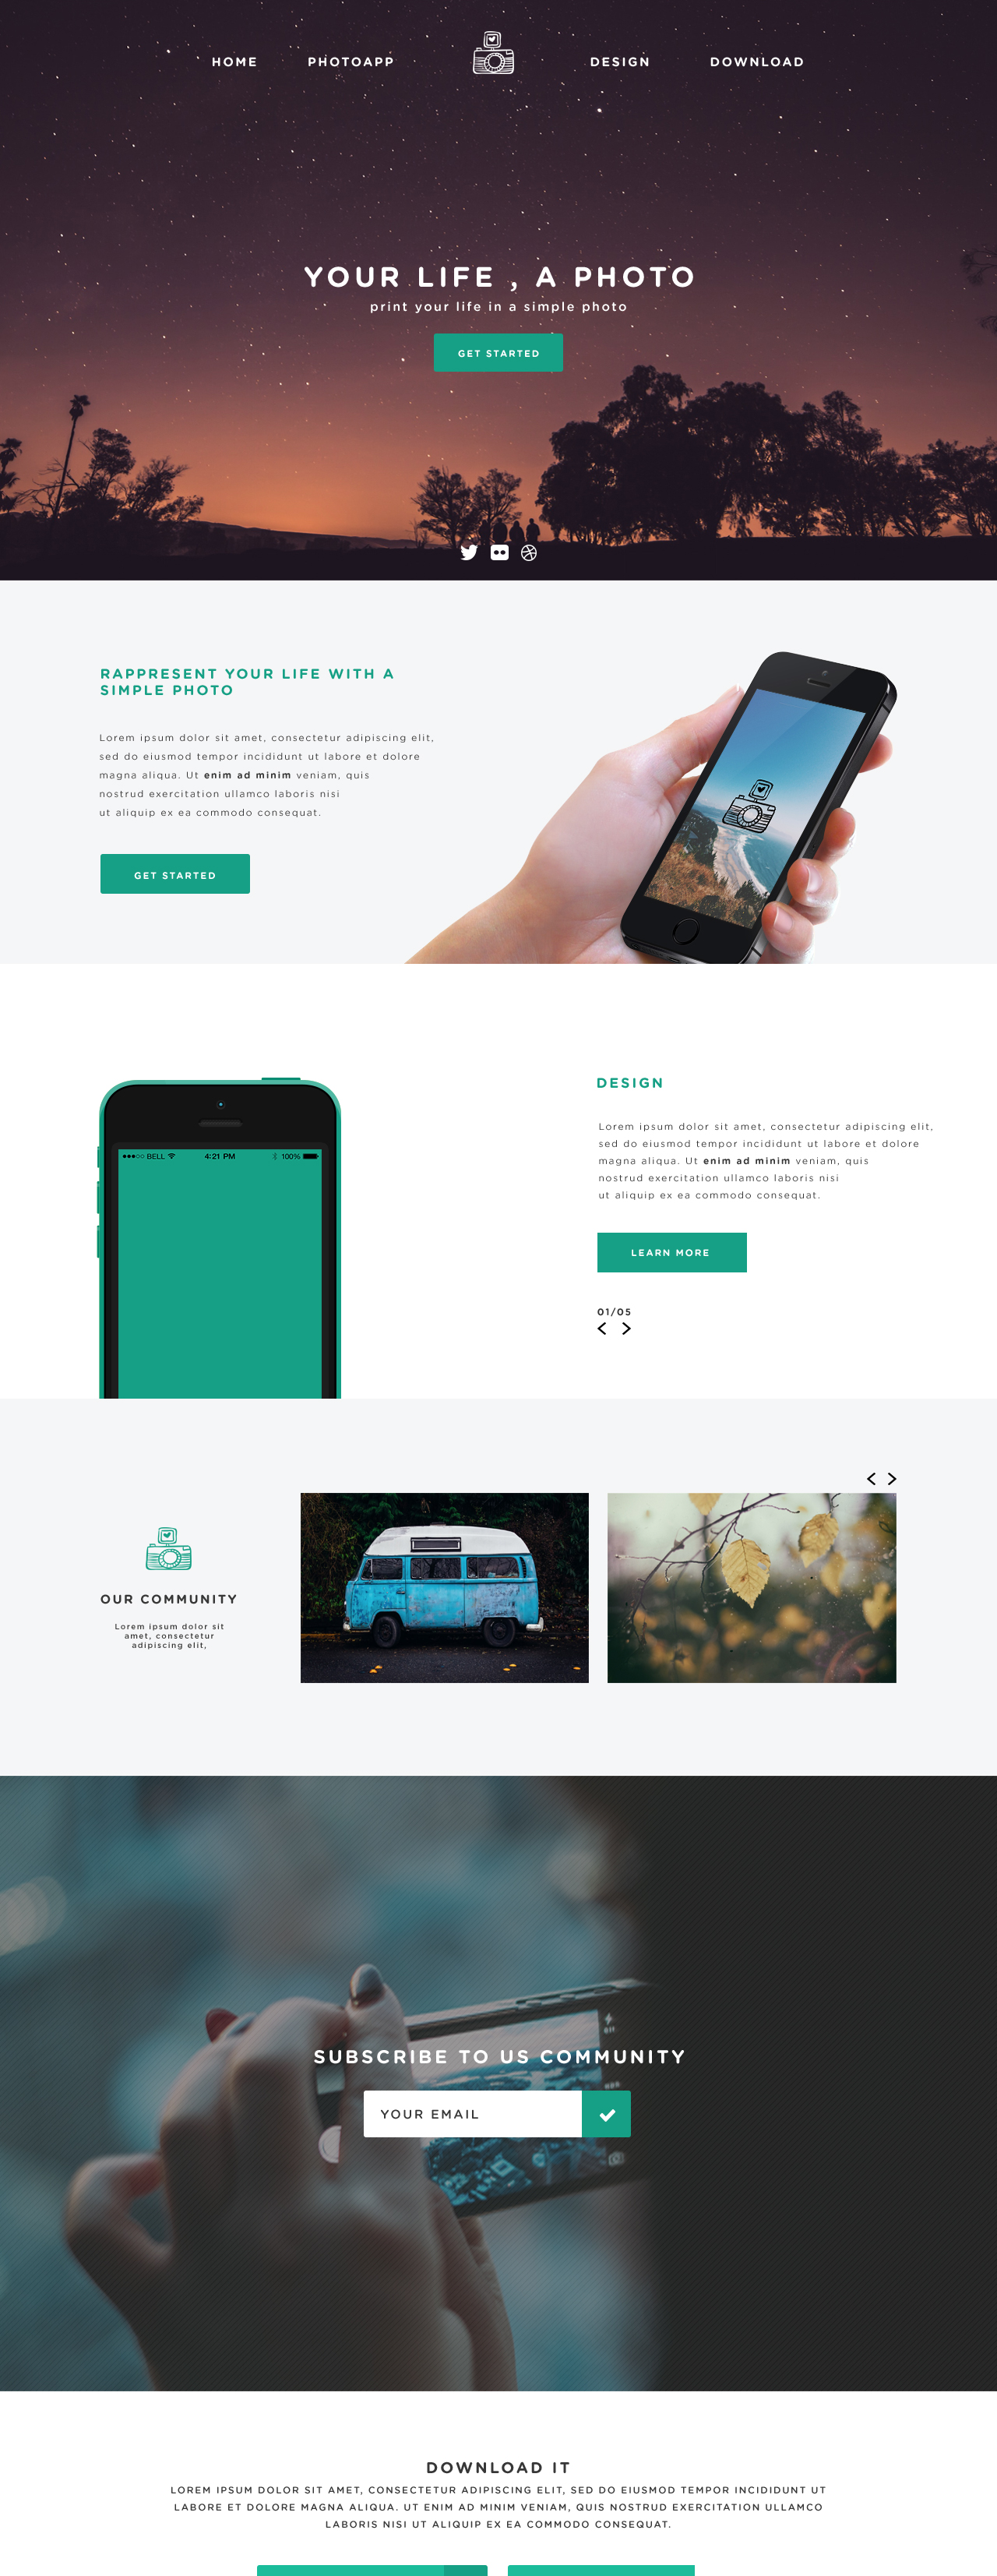 HOME PHOTOAPP DESIGN DOWNLOAD
YOUR LIFE , A PHOTO
print your life in a simple photo
GET STARTED
RAPPRESENT YOUR LIFE WITH A
SIMPLE PHOTO
Lorem ipsum dolor sit amet, consectetur adipiscing elit,
sed do eiusmod tempor incididunt ut labore et dolore
magna aliqua. Ut enim ad minim veniam, quis
nostrud exercitation ullamco laboris nisi
ut aliquip ex ea commodo consequat.
GET STARTED
BELL 4:21 PM 100%
DESIGN
Lorem ipsum dolor sit amet, consectetur adipiscing elit,
sed do eiusmod tempor incididunt ut labore et dolore
magna aliqua. Ut enim ad minim veniam, quis
nostrud exercitation ullamco laboris nisi
ut aliquip ex ea commodo consequat.
LEARN MORE
01/05
OUR COMMUNITY
Lorem ipsum dolor sit
amet, consectetur
adipiscing elit,
SUBSCRIBE TO US COMMUNITY
YOUR EMAIL
DOWNLOAD IT
LOREM IPSUM DOLOR SIT AMET, CONSECTETUR ADIPISCING ELIT, SED DO EIUSMOD TEMPOR INCIDIDUNT UT
LABORE ET DOLORE MAGNA ALIQUA. UT ENIM AD MINIM VENIAM, QUIS NOSTRUD EXERCITATION ULLAMCO
LABORIS NISI UT ALIQUIP EX EA COMMODO CONSEQUAT.